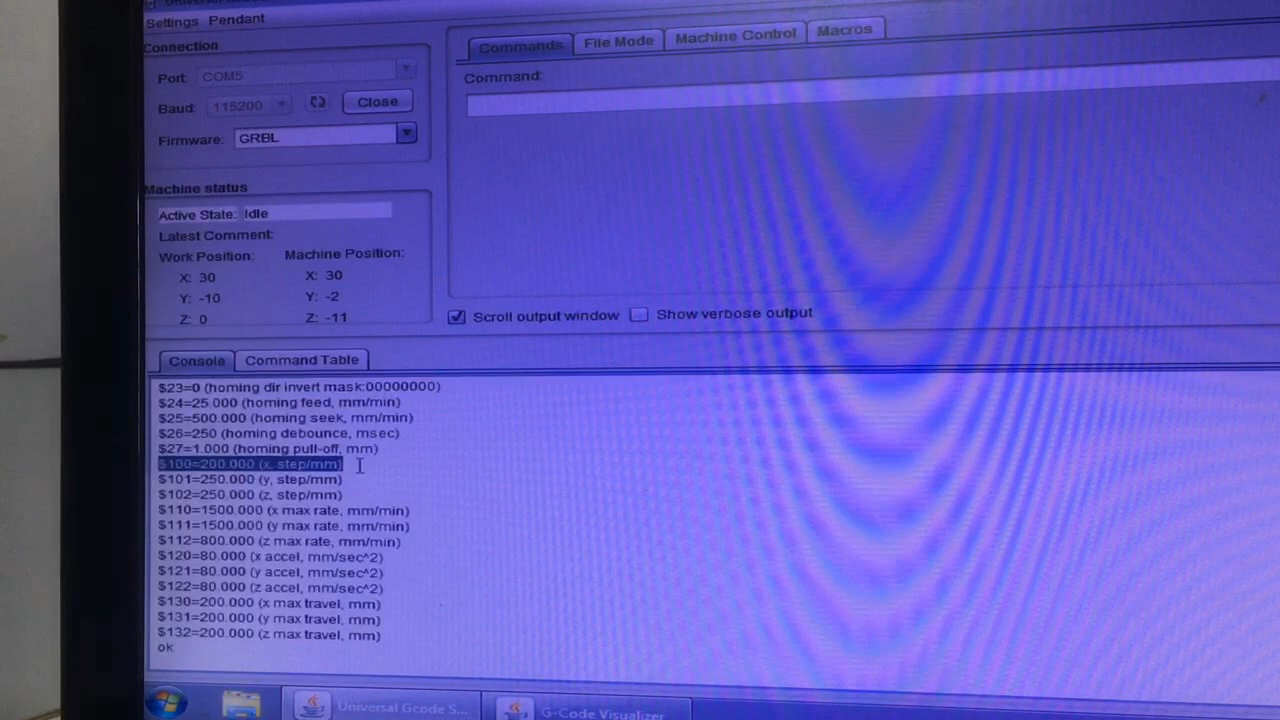 Settings Pendant
Connection
Port: COM5
Baud: 115200 Close
Firmware: GRBL
Machine status
Active State: Idle
Latest Comment:
Work Position: Machine Position:
X: 30 X: 30
Y: -10 Y: -2
Z: 0 Z: -11
Commands File Mode Machine Control Macros
Command:
Scroll output window Show verbose output
Console Command Table
$23=0 (homing dir invert mask:00000000)
$24=25.000 (homing feed, mm/min)
$25=500.000 (homing seek, mm/min)
$26=250 (homing debounce, msec)
$27=1.000 (homing pull-off, mm)
$100=200.000 (x, step/mm)
$101=250.000 (y, step/mm)
$102=250.000 (z, step/mm)
$110=1500.000 (x max rate, mm/min)
$111=1500.000 (y max rate, mm/min)
$112=800.000 (z max rate, mm/min)
$120=80.000 (x accel, mm/sec^2)
$121=80.000 (y accel, mm/sec^2)
$122=80.000 (z accel, mm/sec^2)
$130=200.000 (x max travel, mm)
$131=200.000 (y max travel, mm)
$132=200.000 (z max travel, mm)
ok
Universal Gcode S... G-Code Visualizer